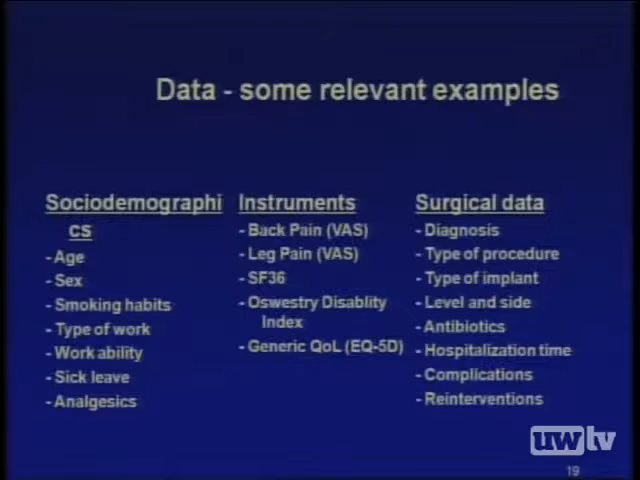 Data - some relevant examples
Sociodemographi
cs
- Age
- Sex
- Smoking habits
- Type of work
- Work ability
- Sick leave
- Analgesics
Instruments
- Back Pain (VAS)
- Leg Pain (VAS)
- SF36
- Oswestry Disablity
Index
- Generic QoL (EQ-5D)
Surgical data
- Diagnosis
- Type of procedure
- Type of implant
- Level and side
- Antibiotics
- Hospitalization time
- Complications
- Reinterventions
uwtv
19